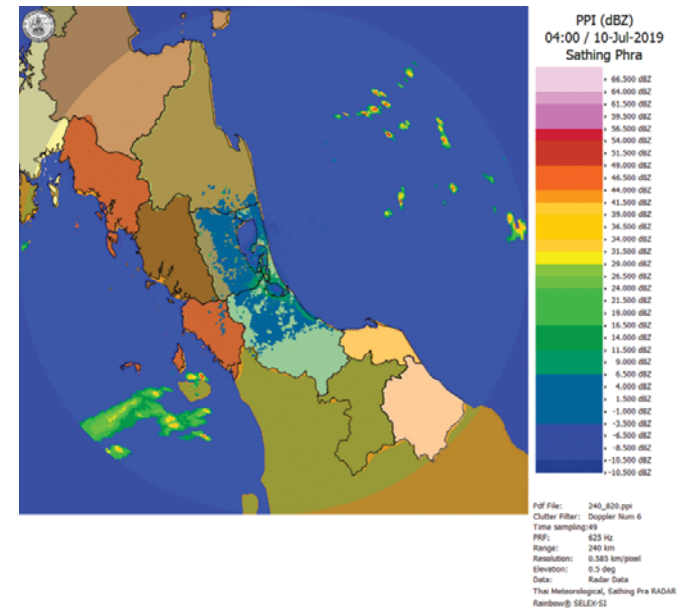 PPI (dBZ)
04:00 / 10-Jul-2019
Sathing Phra
66.500 dBZ
64.000 dBZ
61.500 dBZ
59.300 dBZ
56.500 dBZ
54.000 dBZ
51.500 dBZ
49.000 dBZ
46.500 dBZ
44.000 dBZ
41.500 dBZ
39.000 dBZ
36.500 dBZ
34.000 dBZ
31.500 dBZ
29.000 dBZ
26.500 dBZ
24.000 dBZ
21.500 dBZ
19.000 dBZ
16.500 dBZ
14.000 dBZ
11.500 dBZ
9.000 dBZ
6.500 dBZ
4.000 dBZ
1.500 dBZ
-1.000 dBZ
-3.500 dBZ
-6.500 dBZ
-8.500 dBZ
-10.500 dBZ
-10.500 dBZ
Pdf File: 240_820.ppi
Clutter Filter: Doppler Num 6
Time sampling:49
PRF: 625 Hz
Range: 240 km
Resolution: 0.585 km/pixel
Elevation: 0.5 deg
Data: Radar Data
Thai Meteorological, Sathing Pra RADAR
Rainbow® SELEX-SI